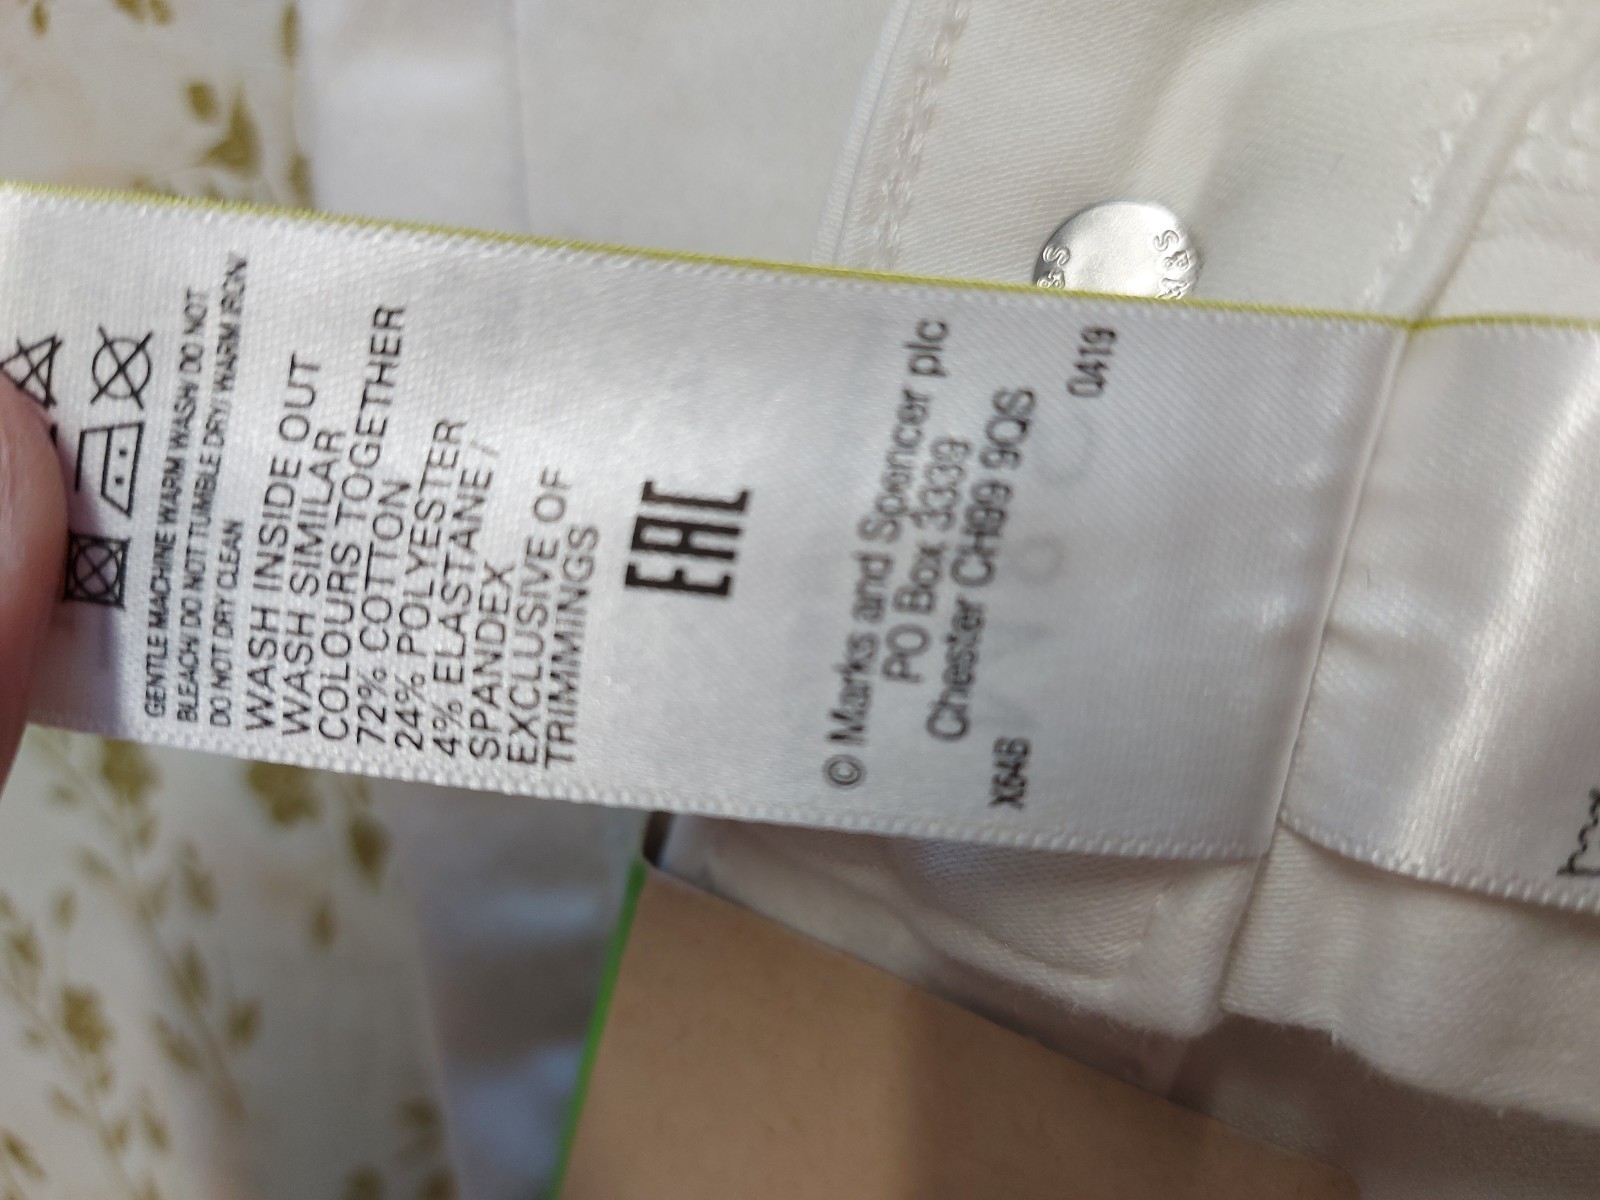 GENTLE MACHINE WARM WASH/ DO NOT
BLEACH/ DO NOT TUMBLE DRY/ WARM IRON/
DO NOT DRY CLEAN
WASH INSIDE OUT
WASH SIMILAR
COLOURS TOGETHER
72% COTTON
24% POLYESTER
4% ELASTANE /
SPANDEX
EXCLUSIVE OF
TRIMMINGS
EAC
© Marks and Spencer plc
PO Box 3339
Chester CH99 9QS
X64B 0419
M&S
&S